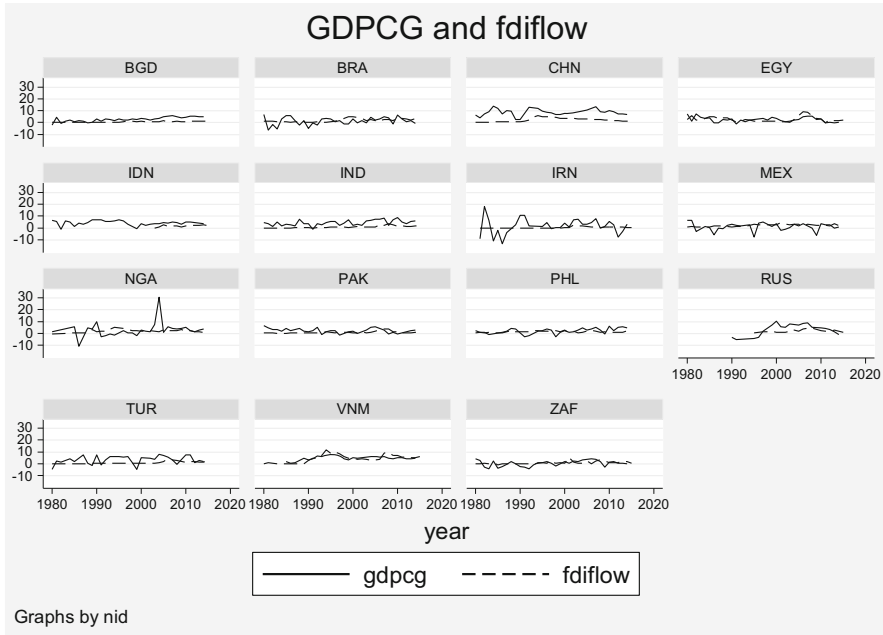 GDPCG and fdiflow
BGD BRA CHN EGY
30
20
10
0
-10
IDN IND IRN MEX
30
20
10
0
-10
NGA PAK PHL RUS
30
20
10
0
-10
1980 1990 2000 2010 2020
TUR VNM ZAF
30
20
10
0
-10
1980 1990 2000 2010 2020 1980 1990 2000 2010 2020 1980 1990 2000 2010 2020
year
gdpcg fdiflow
Graphs by nid